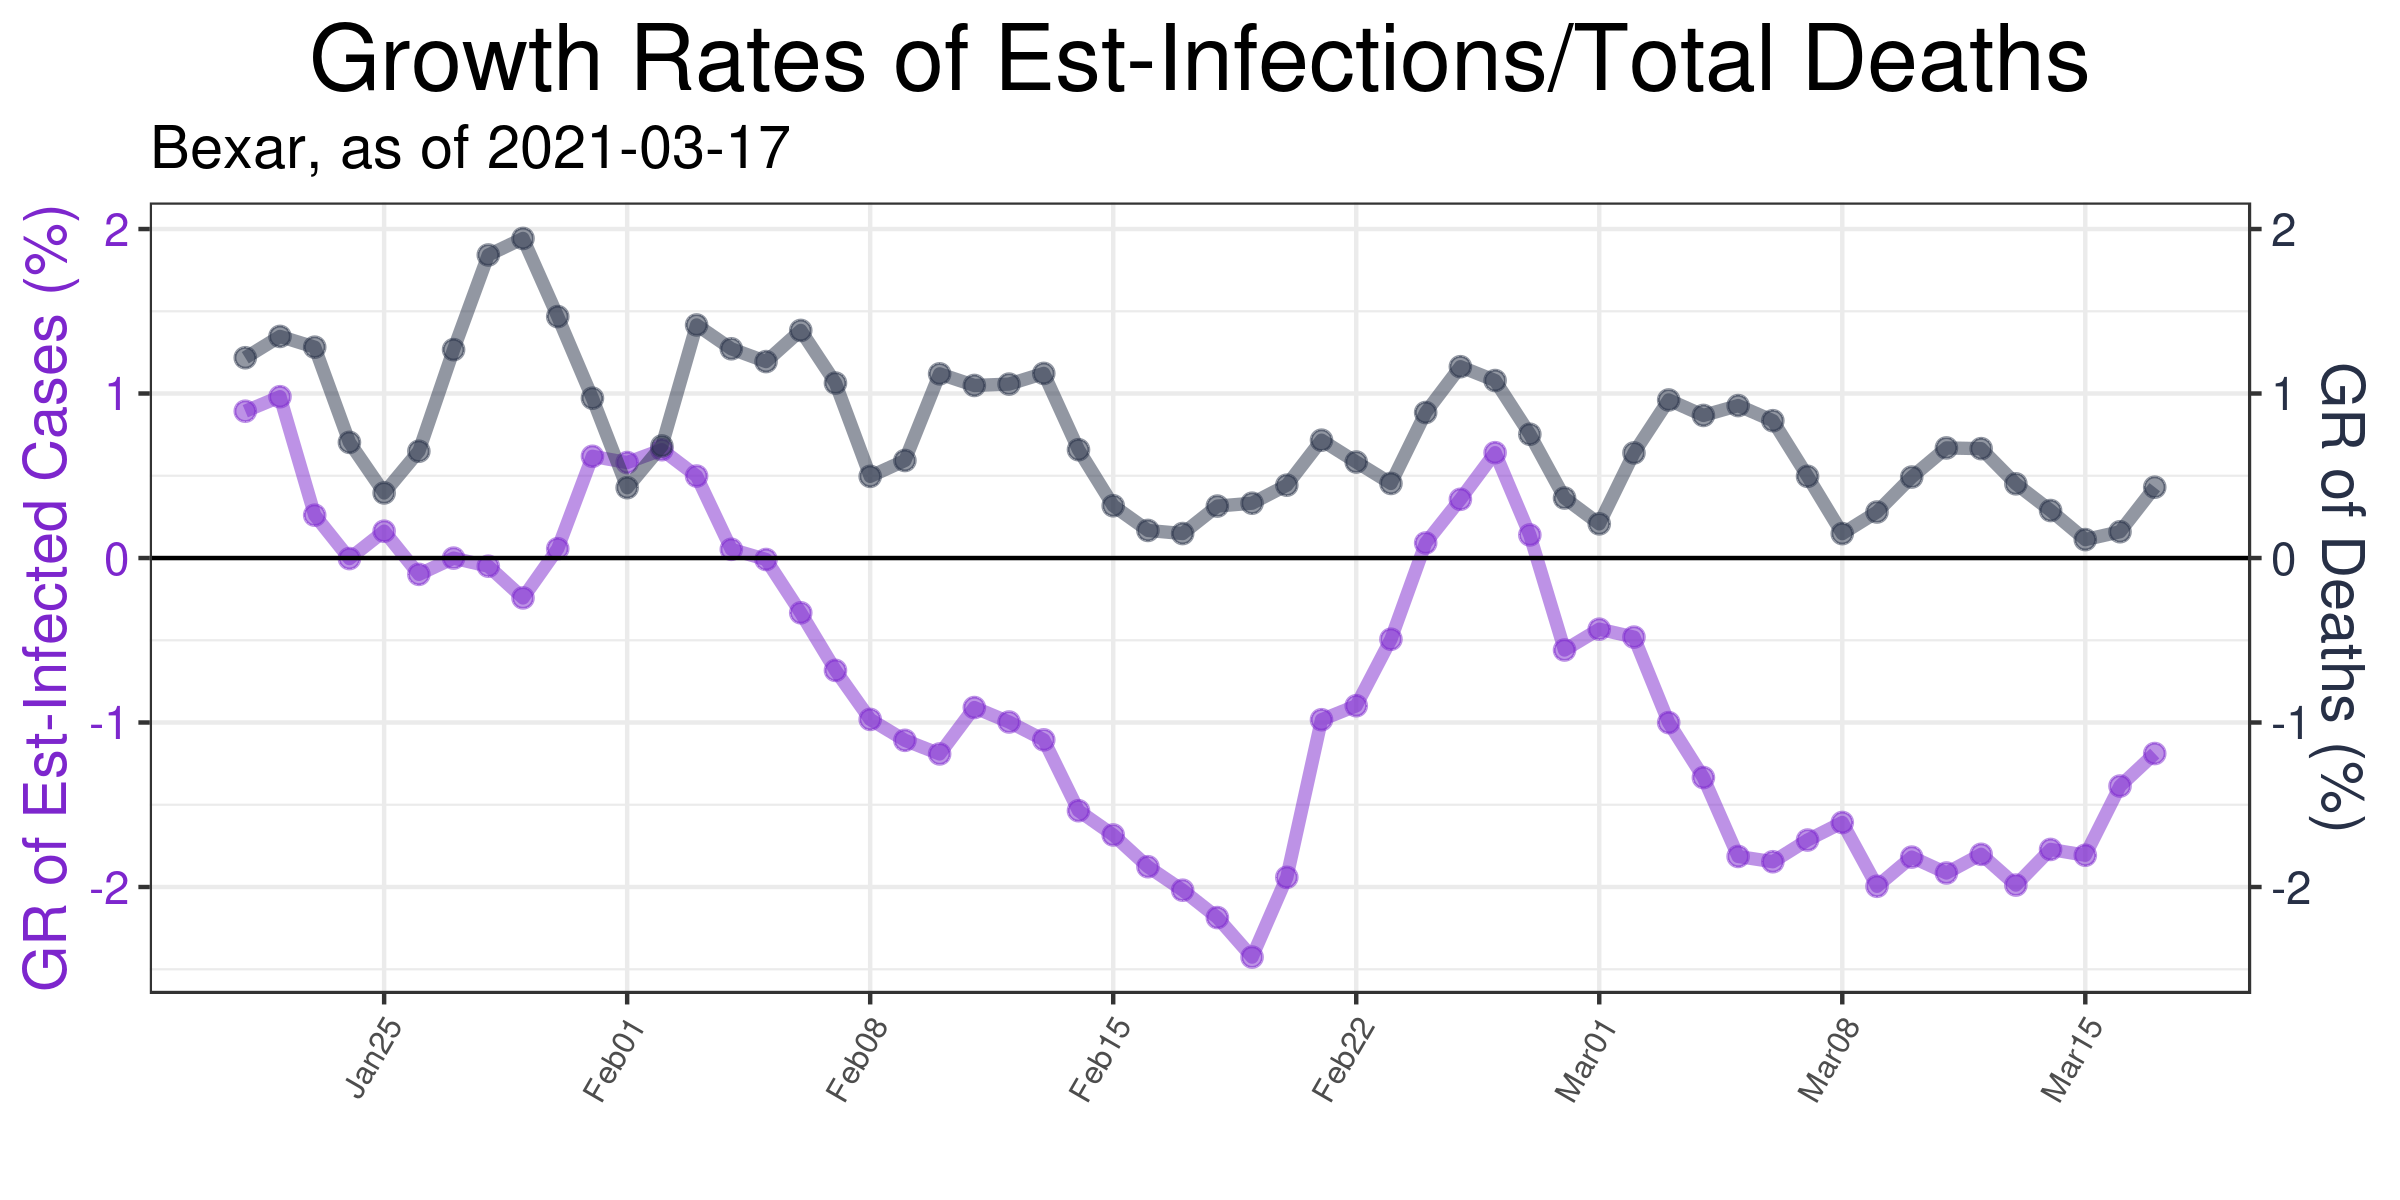 Growth Rates of Est-Infections/Total Deaths
Bexar, as of 2021-03-17
GR of Est-Infected Cases (%)
2
1
0
-1
-2
2
1
0
-1
-2
GR of Deaths (%)
Jan25
Feb01
Feb08
Feb15
Feb22
Mar01
Mar08
Mar15